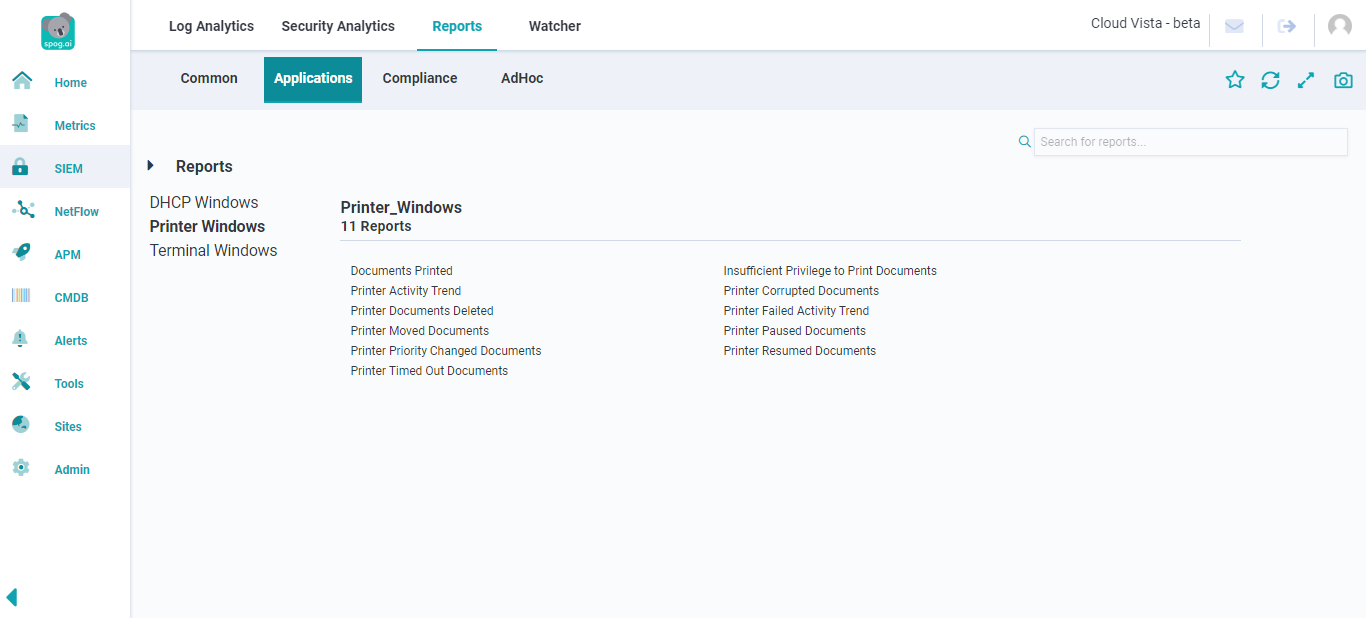 spog.ai
Log Analytics Security Analytics Reports Watcher
Cloud Vista - beta
Home
Metrics
SIEM
NetFlow
APM
CMDB
Alerts
Tools
Sites
Admin
Common Applications Compliance AdHoc
Search for reports...
Reports
DHCP Windows
Printer Windows
Terminal Windows
Printer_Windows
11 Reports
Documents Printed
Printer Activity Trend
Printer Documents Deleted
Printer Moved Documents
Printer Priority Changed Documents
Printer Timed Out Documents
Insufficient Privilege to Print Documents
Printer Corrupted Documents
Printer Failed Activity Trend
Printer Paused Documents
Printer Resumed Documents